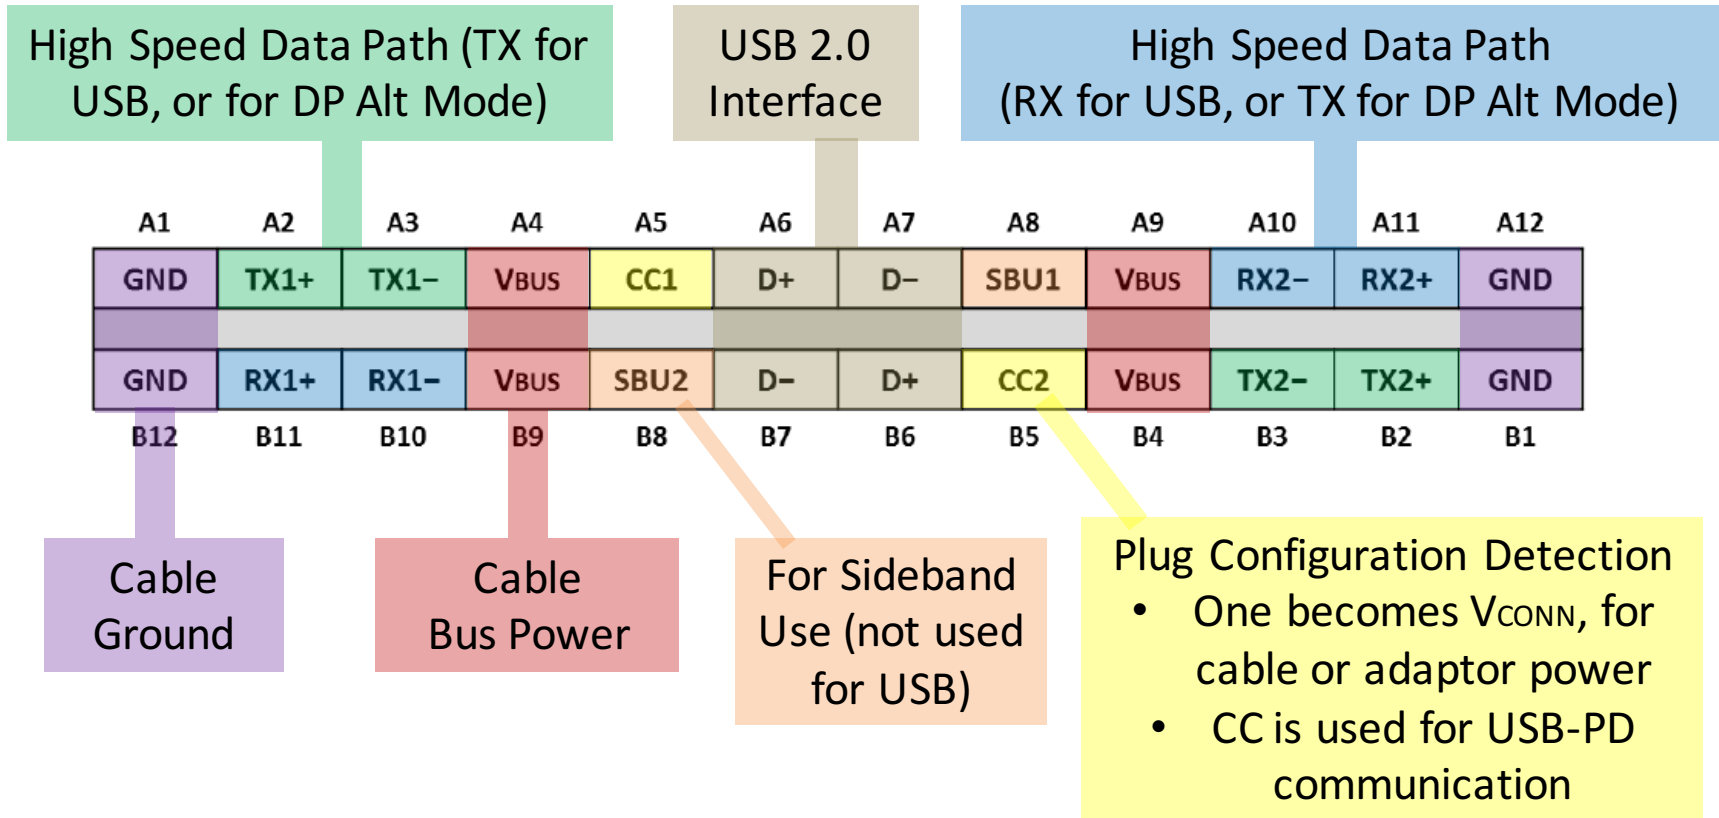 High Speed Data Path (TX for
USB, or for DP Alt Mode)
USB 2.0
Interface
High Speed Data Path
(RX for USB, or TX for DP Alt Mode)
A1 A2 A3 A4 A5 A6 A7 A8 A9 A10 A11 A12
GND TX1+ TX1− VBUS CC1 D+ D− SBU1 VBUS RX2− RX2+ GND
GND RX1+ RX1− VBUS SBU2 D− D+ CC2 VBUS TX2− TX2+ GND
B12 B11 B10 B9 B8 B7 B6 B5 B4 B3 B2 B1
Cable
Ground
Cable
Bus Power
For Sideband
Use (not used
for USB)
Plug Configuration Detection
• One becomes VCONN, for
cable or adaptor power
• CC is used for USB-PD
communication